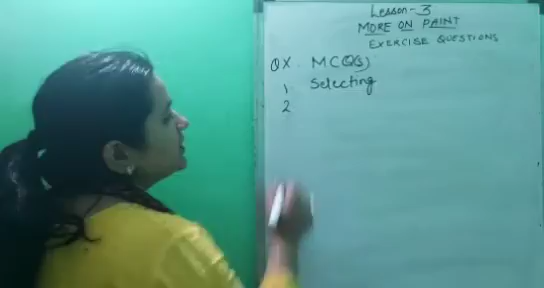 Lesson-3
MORE ON PAINT
EXERCISE QUESTIONS
QX. MCQ(s)
1 Selecting
2